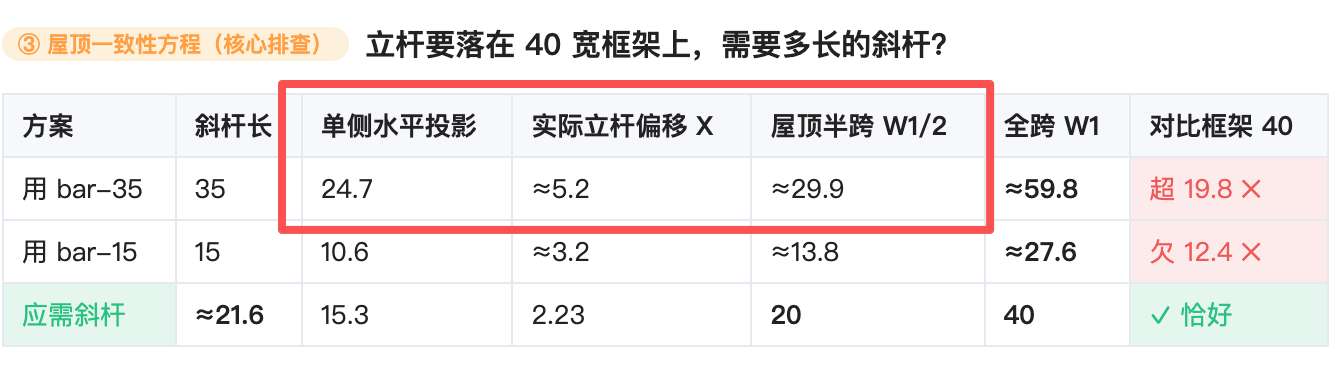 ③ 屋顶一致性方程（核心排查） 立杆要落在 40 宽框架上，需要多长的斜杆？
方案 斜杆长 单侧水平投影 实际立杆偏移 X 屋顶半跨 W1/2 全跨 W1 对比框架 40
用 bar-35 35 24.7 ≈5.2 ≈29.9 ≈59.8 超 19.8 ✕
用 bar-15 15 10.6 ≈3.2 ≈13.8 ≈27.6 欠 12.4 ✕
应需斜杆 ≈21.6 15.3 2.23 20 40 ✓ 恰好